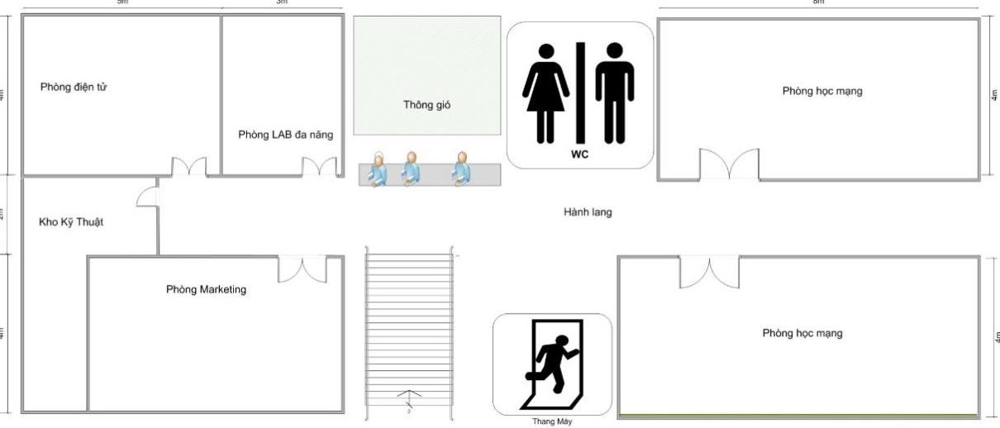 5m
3m
8m
Phòng điện tử
Phòng LAB đa năng
Thông gió
WC
Phòng học mạng
4m
4m
Kho Kỹ Thuật
2m
Hành lang
Phòng Marketing
4m
Phòng học mạng
4m
Thang Máy